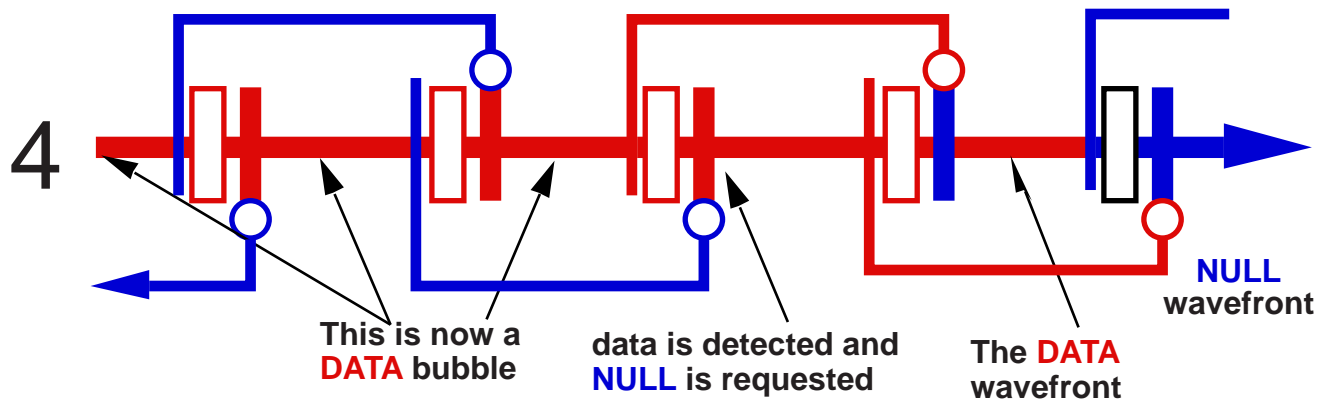 4
This is now a
DATA bubble
data is detected and
NULL is requested
The DATA
wavefront
NULL
wavefront